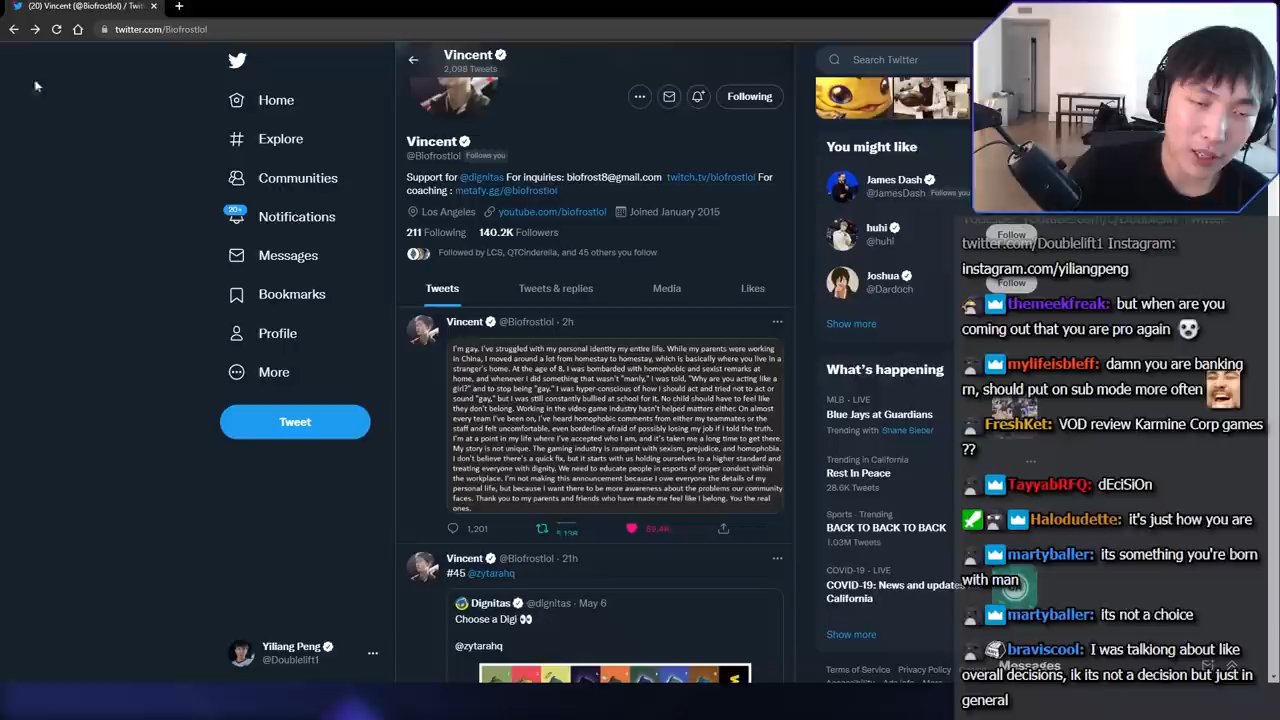 (20) Vincent (@Biofrostlol) / Twit
twitter.com/Biofrostlol
Home
Explore
Communities
20+
Notifications
Messages
Bookmarks
Profile
More
Tweet
Yiliang Peng
@Doublelift1
Vincent
2,098 Tweets
Following
Vincent
@Biofrostlol Follows you
Support for @dignitas For inquiries: biofrost8@gmail.com twitch.tv/biofrostlol For
coaching : metafy.gg/@biofrostlol
Los Angeles youtube.com/biofrostlol Joined January 2015
211 Following 140.2K Followers
Followed by LCS, QTCinderella, and 45 others you follow
Tweets Tweets & replies Media Likes
Vincent @Biofrostlol · 2h
I'm gay. I've struggled with my personal identity my entire life. While my parents were working
in China, I moved around a lot from homestay to homestay, which is basically where you live in a
stranger's home. At the age of 8, I was bombarded with homophobic and sexist remarks at
home, and whenever I did something that wasn't "manly," I was told, "Why are you acting like a
girl?" and to stop being "gay." I was hyper-conscious of how I should act and tried not to act or
sound "gay," but I was still constantly bullied at school for it. No child should have to feel like
they don't belong. Working in the video game industry hasn't helped matters either. On almost
every team I've been on, I've heard homophobic comments from either my teammates or the
staff and felt uncomfortable, even borderline afraid of possibly losing my job if I told the truth.
I'm at a point in my life where I've accepted who I am, and it's taken me a long time to get there.
My story is not unique. The gaming industry is rampant with sexism, prejudice, and homophobia.
I don't believe there's a quick fix, but it starts with us holding ourselves to a higher standard and
treating everyone with dignity. We need to educate people in esports of proper conduct within
the workplace. I'm not making this announcement because I owe everyone the details of my
personal life, but because I want there to be more awareness about the problems our community
faces. Thank you to my parents and friends who have made me feel like I belong. You the real
ones.
1,201
Vincent @Biofrostlol · 21h
#45 @zytarahq
Dignitas @dignitas · May 6
Choose a Digi 👀
@zytarahq
Search Twitter
You might like
James Dash
@JamesDash Follows you
huhi
@huhi
Follow
Joshua
@Dardoch
Follow
Show more
What's happening
MLB · LIVE
Blue Jays at Guardians
Trending with Shane Bieber
Trending in California
Rest In Peace
28.6K Tweets
Sports · Trending
BACK TO BACK TO BACK
1.03M Tweets
COVID-19 · LIVE
COVID-19: News and updates
California
Show more
Terms of Service Privacy Policy
Messages
twitter.com/Doublelift1 Instagram:
instagram.com/yiliangpeng
themeekfreak: but when are you
coming out that you are pro again
mylifeisbleff: damn you are banking
rn, should put on sub mode more often
FreshKet: VOD review Karmine Corp games
??
TayyabRFQ: dEciSiOn
Halodudette: it's just how you are
martyballer: its something you're born
with man
martyballer: its not a choice
braviscool: I was talkiong about like
overall decisions, ik its not a decision but just in
general